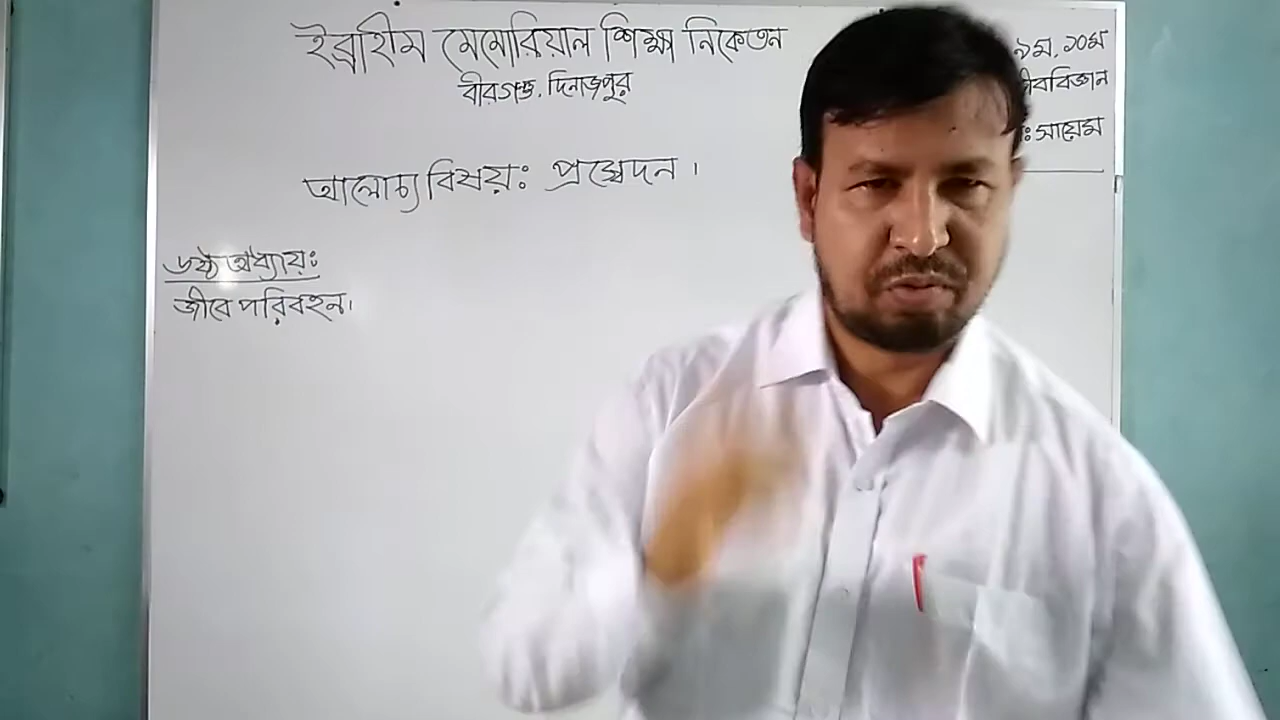 ইব্রাহীম মেমোরিয়াল শিক্ষা নিকেতন
বীরগঞ্জ, দিনাজপুর
৯ম, ১০ম
জীববিজ্ঞান
সায়েম
আলোচ্য বিষয়ঃ প্রস্বেদন।
৬ষ্ঠ অধ্যায়ঃ
জীবে পরিবহন।